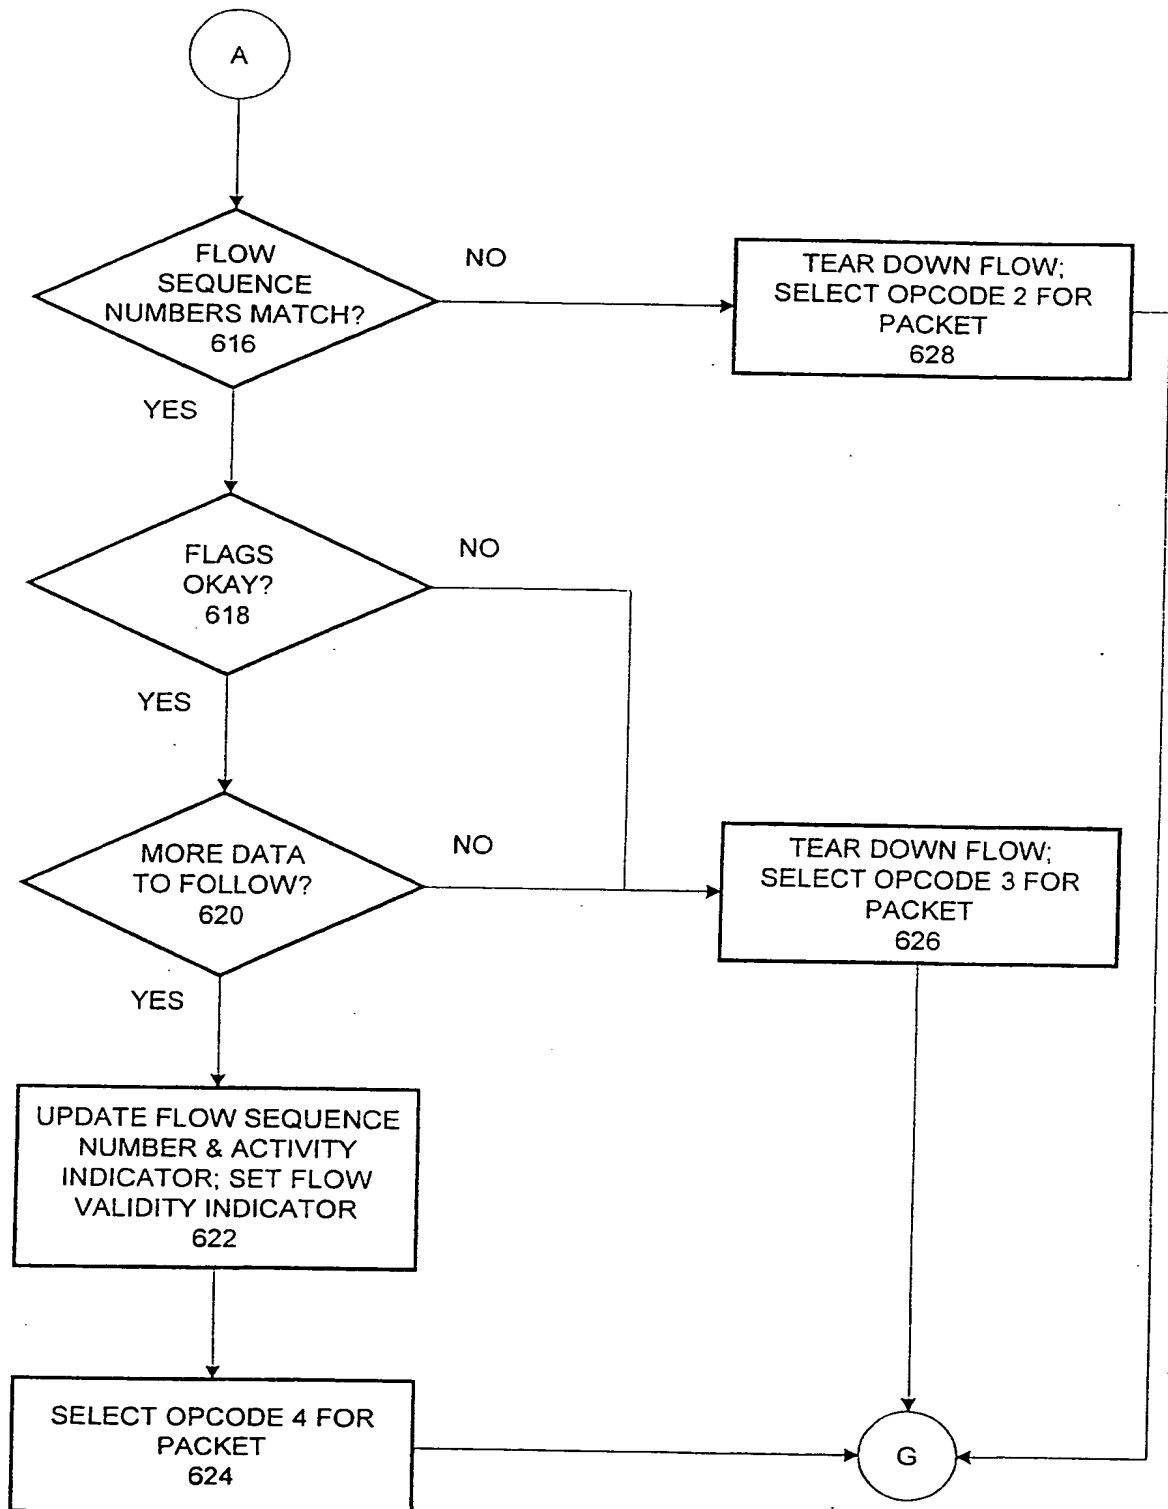 A
FLOW
SEQUENCE
NUMBERS MATCH?
616
NO
TEAR DOWN FLOW;
SELECT OPCODE 2 FOR
PACKET
628
YES
FLAGS
OKAY?
618
NO
YES
MORE DATA
TO FOLLOW?
620
NO
TEAR DOWN FLOW;
SELECT OPCODE 3 FOR
PACKET
626
YES
UPDATE FLOW SEQUENCE
NUMBER & ACTIVITY
INDICATOR; SET FLOW
VALIDITY INDICATOR
622
SELECT OPCODE 4 FOR
PACKET
624
G